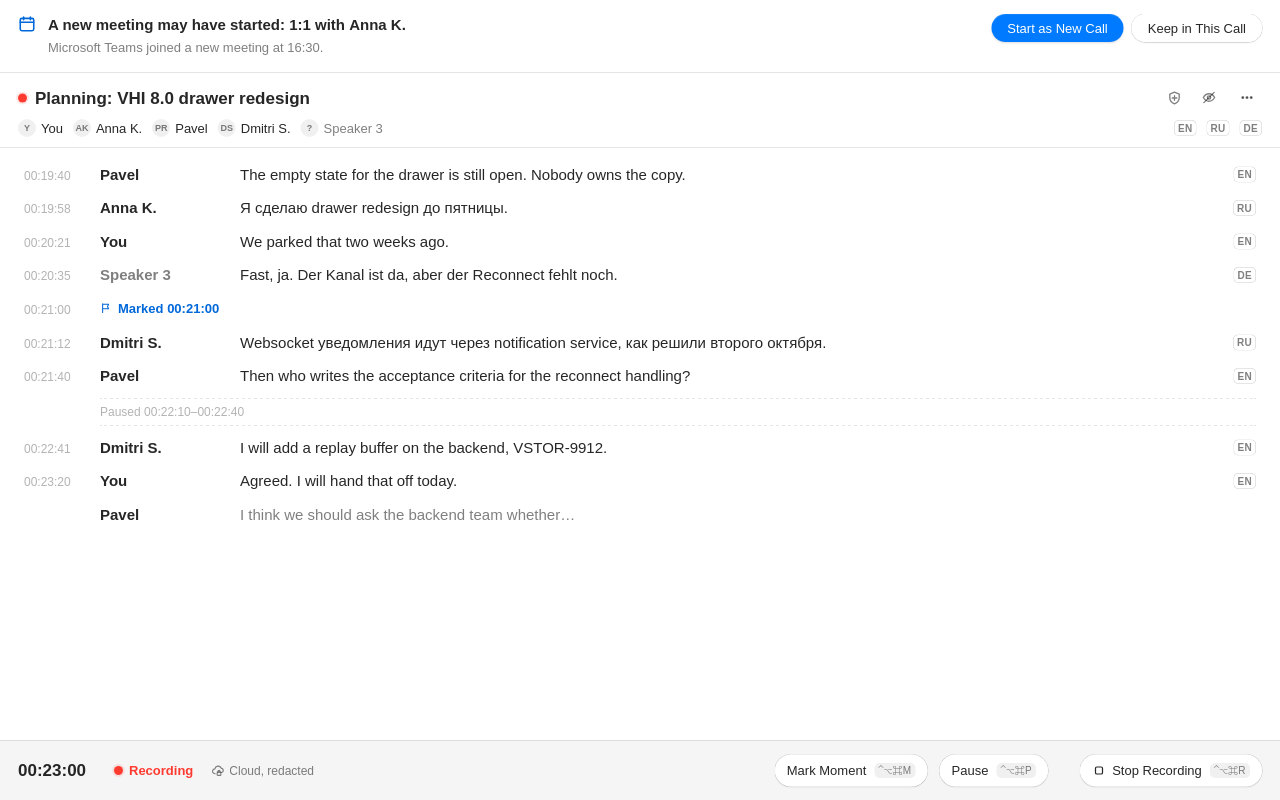 A new meeting may have started: 1:1 with Anna K.
Microsoft Teams joined a new meeting at 16:30.
Start as New Call
Keep in This Call
Planning: VHI 8.0 drawer redesign
Y You AK Anna K. PR Pavel DS Dmitri S. ? Speaker 3
EN RU DE
00:19:40 Pavel The empty state for the drawer is still open. Nobody owns the copy. EN
00:19:58 Anna K. Я сделаю drawer redesign до пятницы. RU
00:20:21 You We parked that two weeks ago. EN
00:20:35 Speaker 3 Fast, ja. Der Kanal ist da, aber der Reconnect fehlt noch. DE
00:21:00 Marked 00:21:00
00:21:12 Dmitri S. Websocket уведомления идут через notification service, как решили второго октября. RU
00:21:40 Pavel Then who writes the acceptance criteria for the reconnect handling? EN
Paused 00:22:10–00:22:40
00:22:41 Dmitri S. I will add a replay buffer on the backend, VSTOR-9912. EN
00:23:20 You Agreed. I will hand that off today. EN
Pavel I think we should ask the backend team whether…
00:23:00 Recording Cloud, redacted Mark Moment ⌃⌥⌘M Pause ⌃⌥⌘P Stop Recording ⌃⌥⌘R